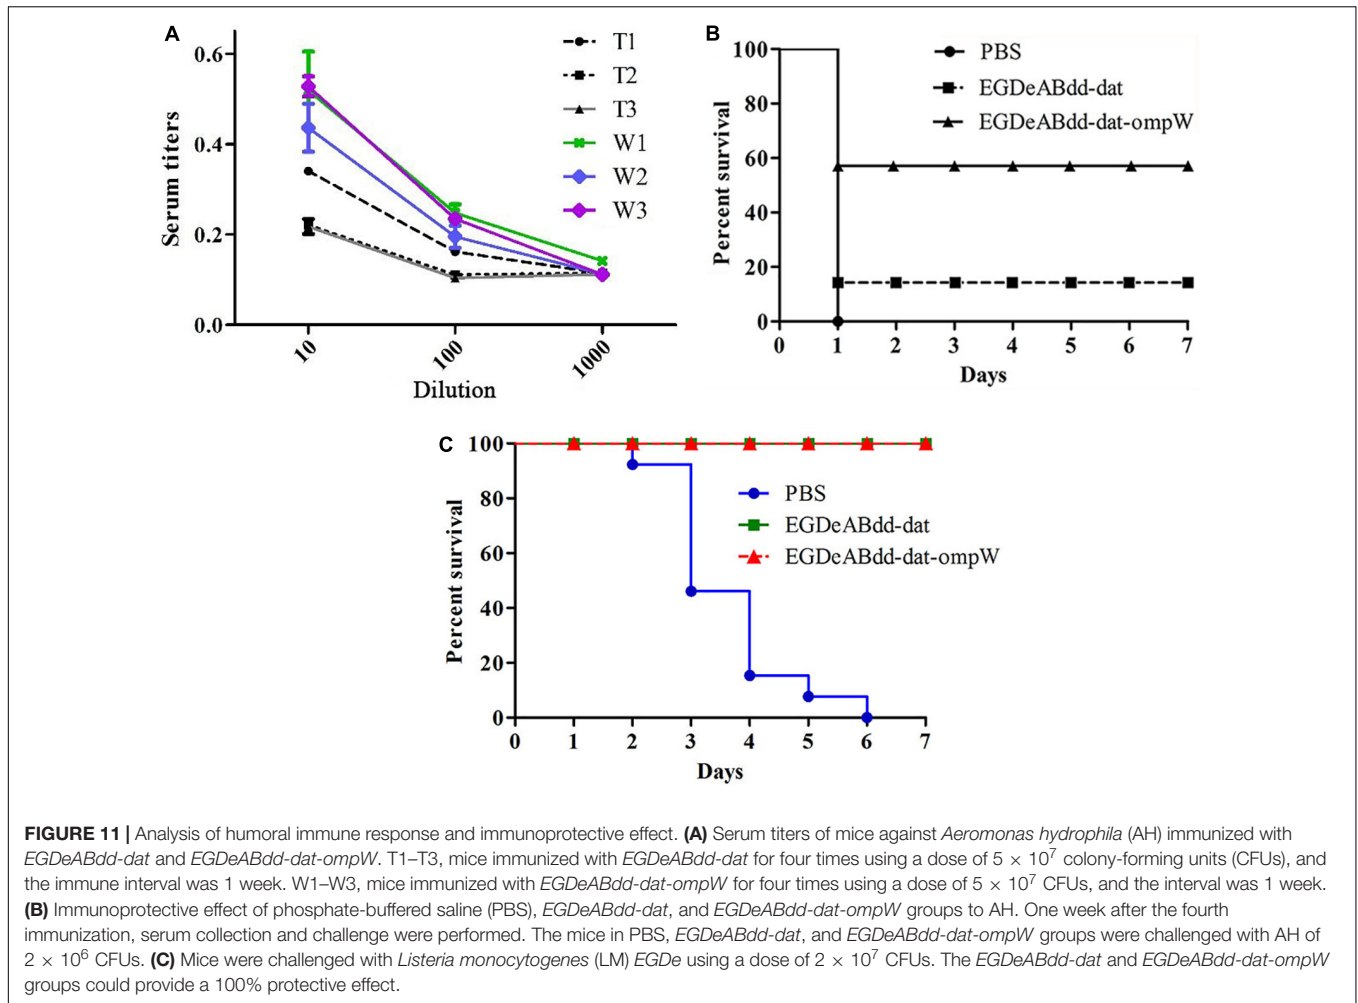 A
0.6
0.4
0.2
0.0
Serum titers
10
100
1000
Dilution
T1
T2
T3
W1
W2
W3
B
100
80
60
40
20
0
Percent survival
0 1 2 3 4 5 6 7
Days
PBS
EGDeABdd-dat
EGDeABdd-dat-ompW
C
100
80
60
40
20
0
Percent survival
0 1 2 3 4 5 6 7
Days
PBS
EGDeABdd-dat
EGDeABdd-dat-ompW
FIGURE 11 | Analysis of humoral immune response and immunoprotective effect. (A) Serum titers of mice against Aeromonas hydrophila (AH) immunized with
EGDeABdd-dat and EGDeABdd-dat-ompW. T1–T3, mice immunized with EGDeABdd-dat for four times using a dose of 5 × 10⁷ colony-forming units (CFUs), and
the immune interval was 1 week. W1–W3, mice immunized with EGDeABdd-dat-ompW for four times using a dose of 5 × 10⁷ CFUs, and the interval was 1 week.
(B) Immunoprotective effect of phosphate-buffered saline (PBS), EGDeABdd-dat, and EGDeABdd-dat-ompW groups to AH. One week after the fourth
immunization, serum collection and challenge were performed. The mice in PBS, EGDeABdd-dat, and EGDeABdd-dat-ompW groups were challenged with AH of
2 × 10⁶ CFUs. (C) Mice were challenged with Listeria monocytogenes (LM) EGDe using a dose of 2 × 10⁷ CFUs. The EGDeABdd-dat and EGDeABdd-dat-ompW
groups could provide a 100% protective effect.